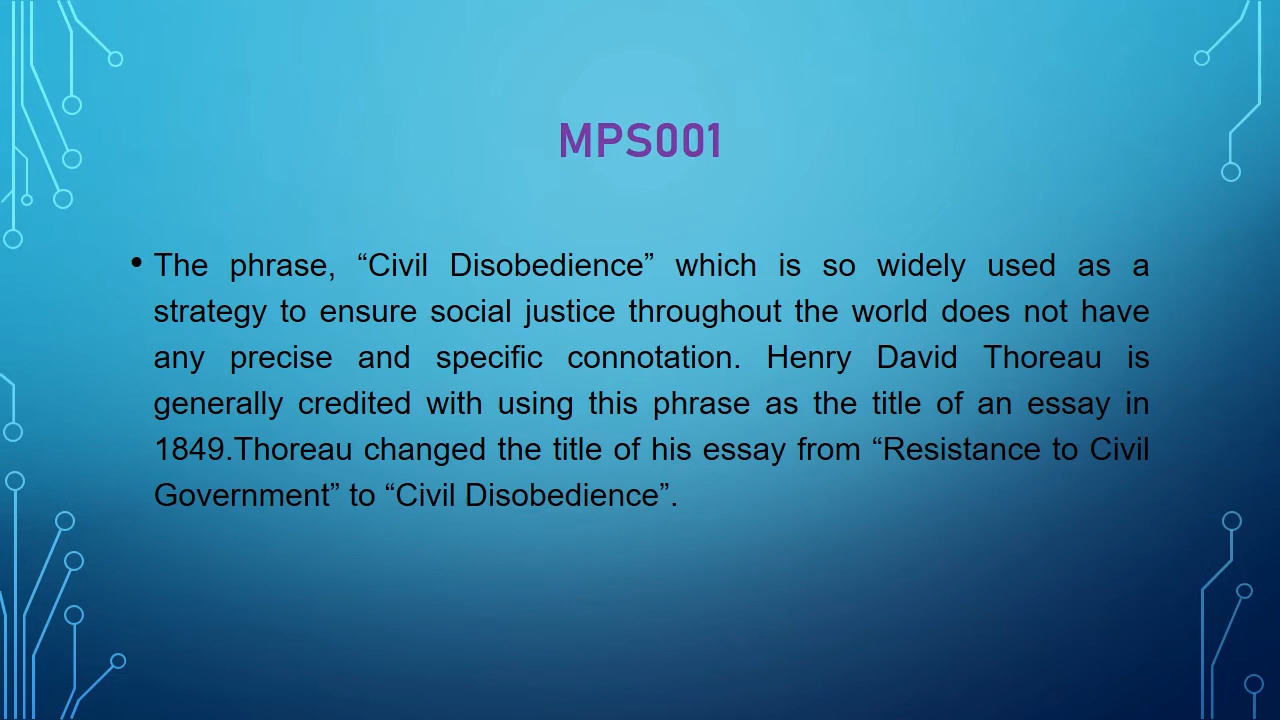 MPS001
• The phrase, “Civil Disobedience” which is so widely used as a
strategy to ensure social justice throughout the world does not have
any precise and specific connotation. Henry David Thoreau is
generally credited with using this phrase as the title of an essay in
1849.Thoreau changed the title of his essay from “Resistance to Civil
Government” to “Civil Disobedience”.